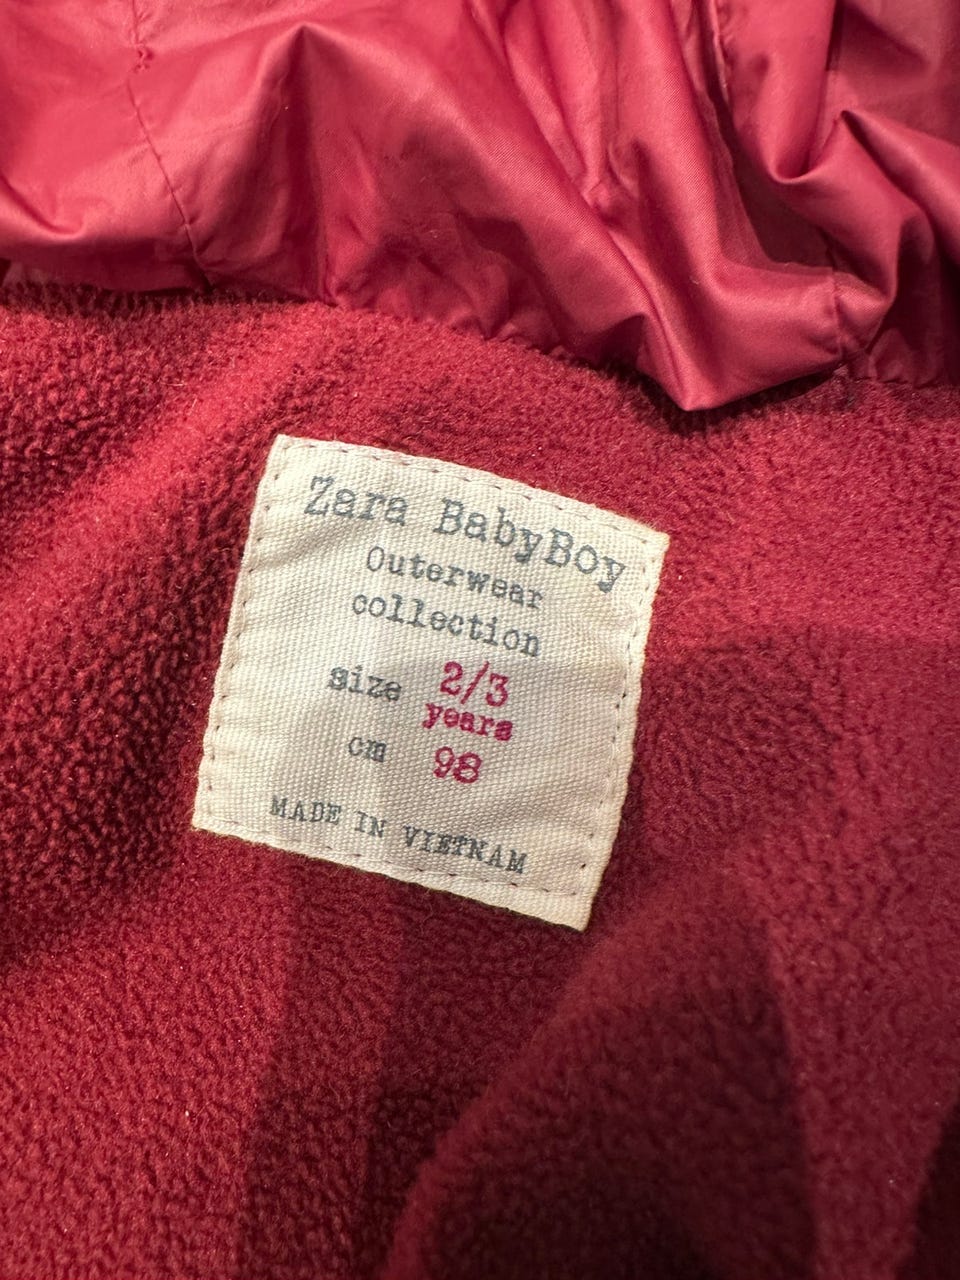 Zara BabyBoy
Outerwear
collection
size 2/3
years
cm 98
MADE IN VIETNAM